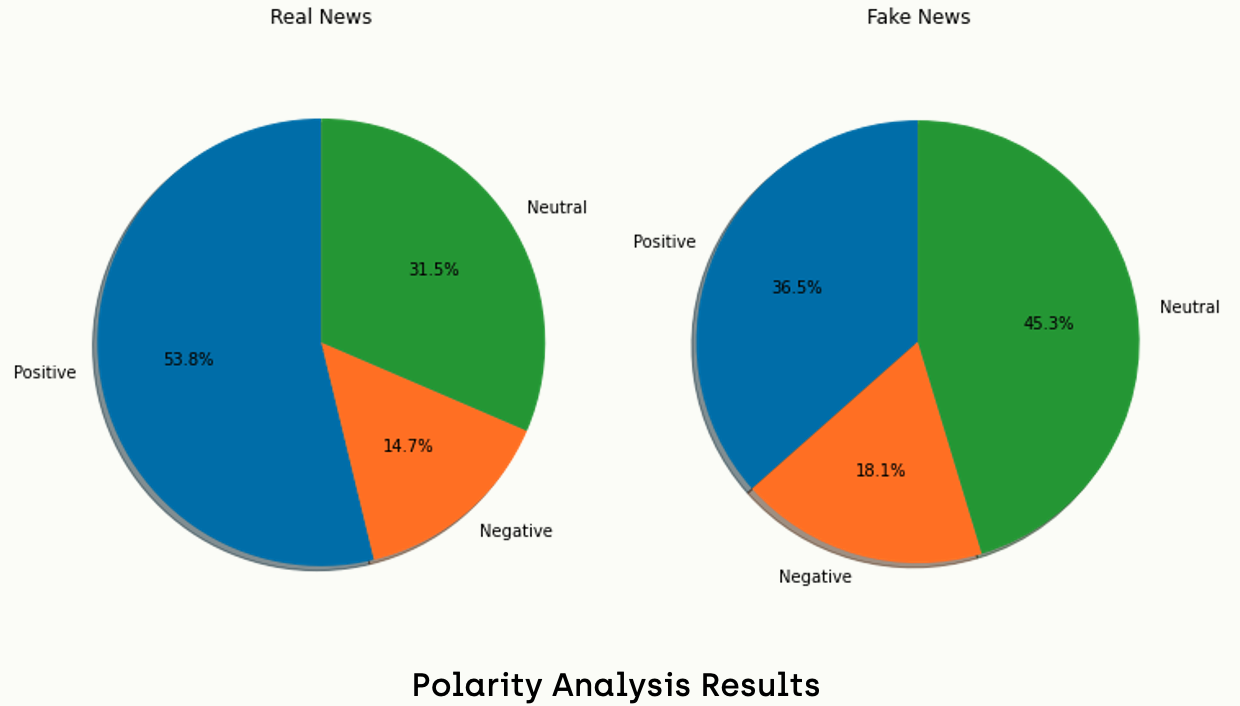 Real News
Fake News
Neutral
31.5%
53.8%
Positive
14.7%
Negative
Positive
36.5%
Neutral
45.3%
18.1%
Negative
Polarity Analysis Results